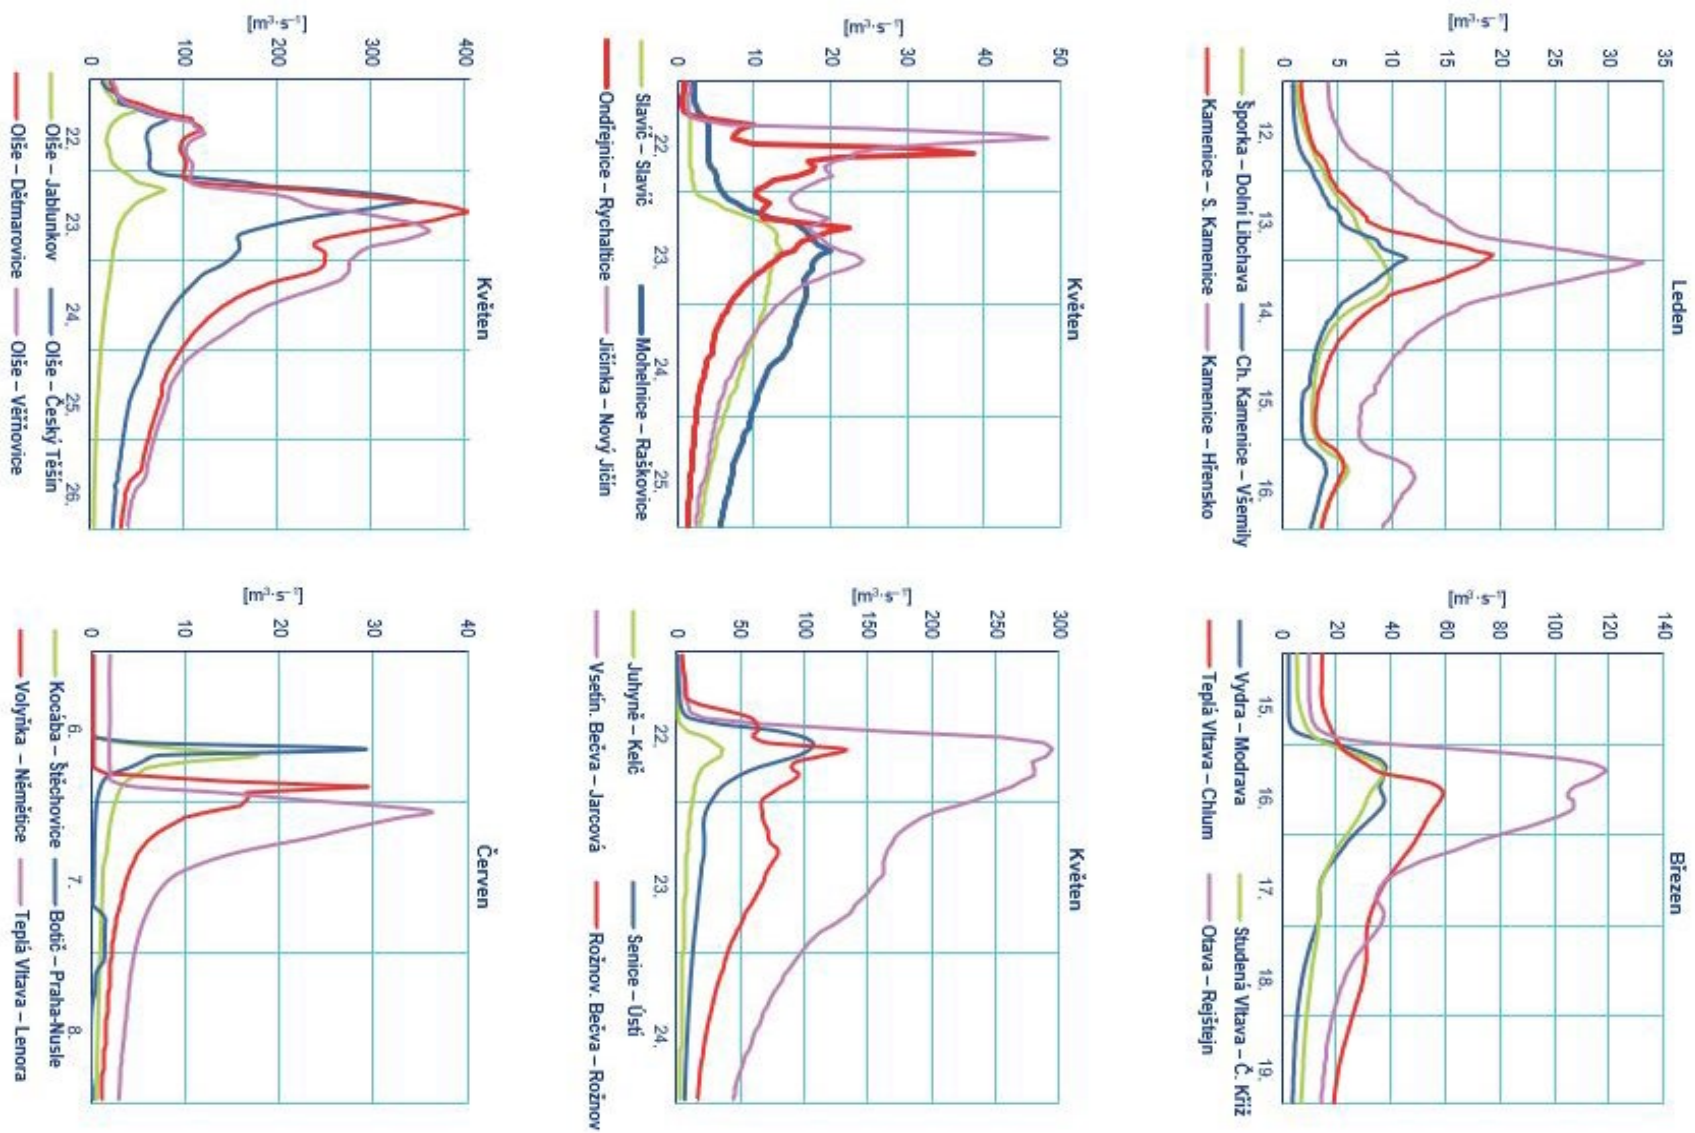 Leden
[m³·s⁻¹]
35
30
25
20
15
10
5
0
12. 13. 14. 15. 16.
Šporka – Dolní Libchava Ch. Kamenice – Všemily
Kamenice – S. Kamenice Kamenice – Hřensko
Březen
[m³·s⁻¹]
140
120
100
80
60
40
20
0
15. 16. 17. 18. 19.
Vydra – Modrava Studená Vltava – Č. Kříž
Teplá Vltava – Chlum Otava – Rejštejn
Květen
[m³·s⁻¹]
50
40
30
20
10
0
22. 23. 24. 25.
Slavíč – Slavíč Mohelnice – Raškovice
Ondřejnice – Rychaltice Jičínka – Nový Jičín
Květen
[m³·s⁻¹]
300
250
200
150
100
50
0
22. 23. 24.
Juhyně – Kelč Senice – Ústí
Vsetín. Bečva – Jarcová Rožnov. Bečva – Rožnov
Květen
[m³·s⁻¹]
400
300
200
100
0
22. 23. 24. 25. 26.
Olše – Jablunkov Olše – Český Těšín
Olše – Dětmarovice Olše – Věřňovice
Červen
[m³·s⁻¹]
40
30
20
10
0
6. 7. 8.
Kocába – Štěchovice Botič – Praha-Nusle
Volyňka – Němětice Teplá Vltava – Lenora